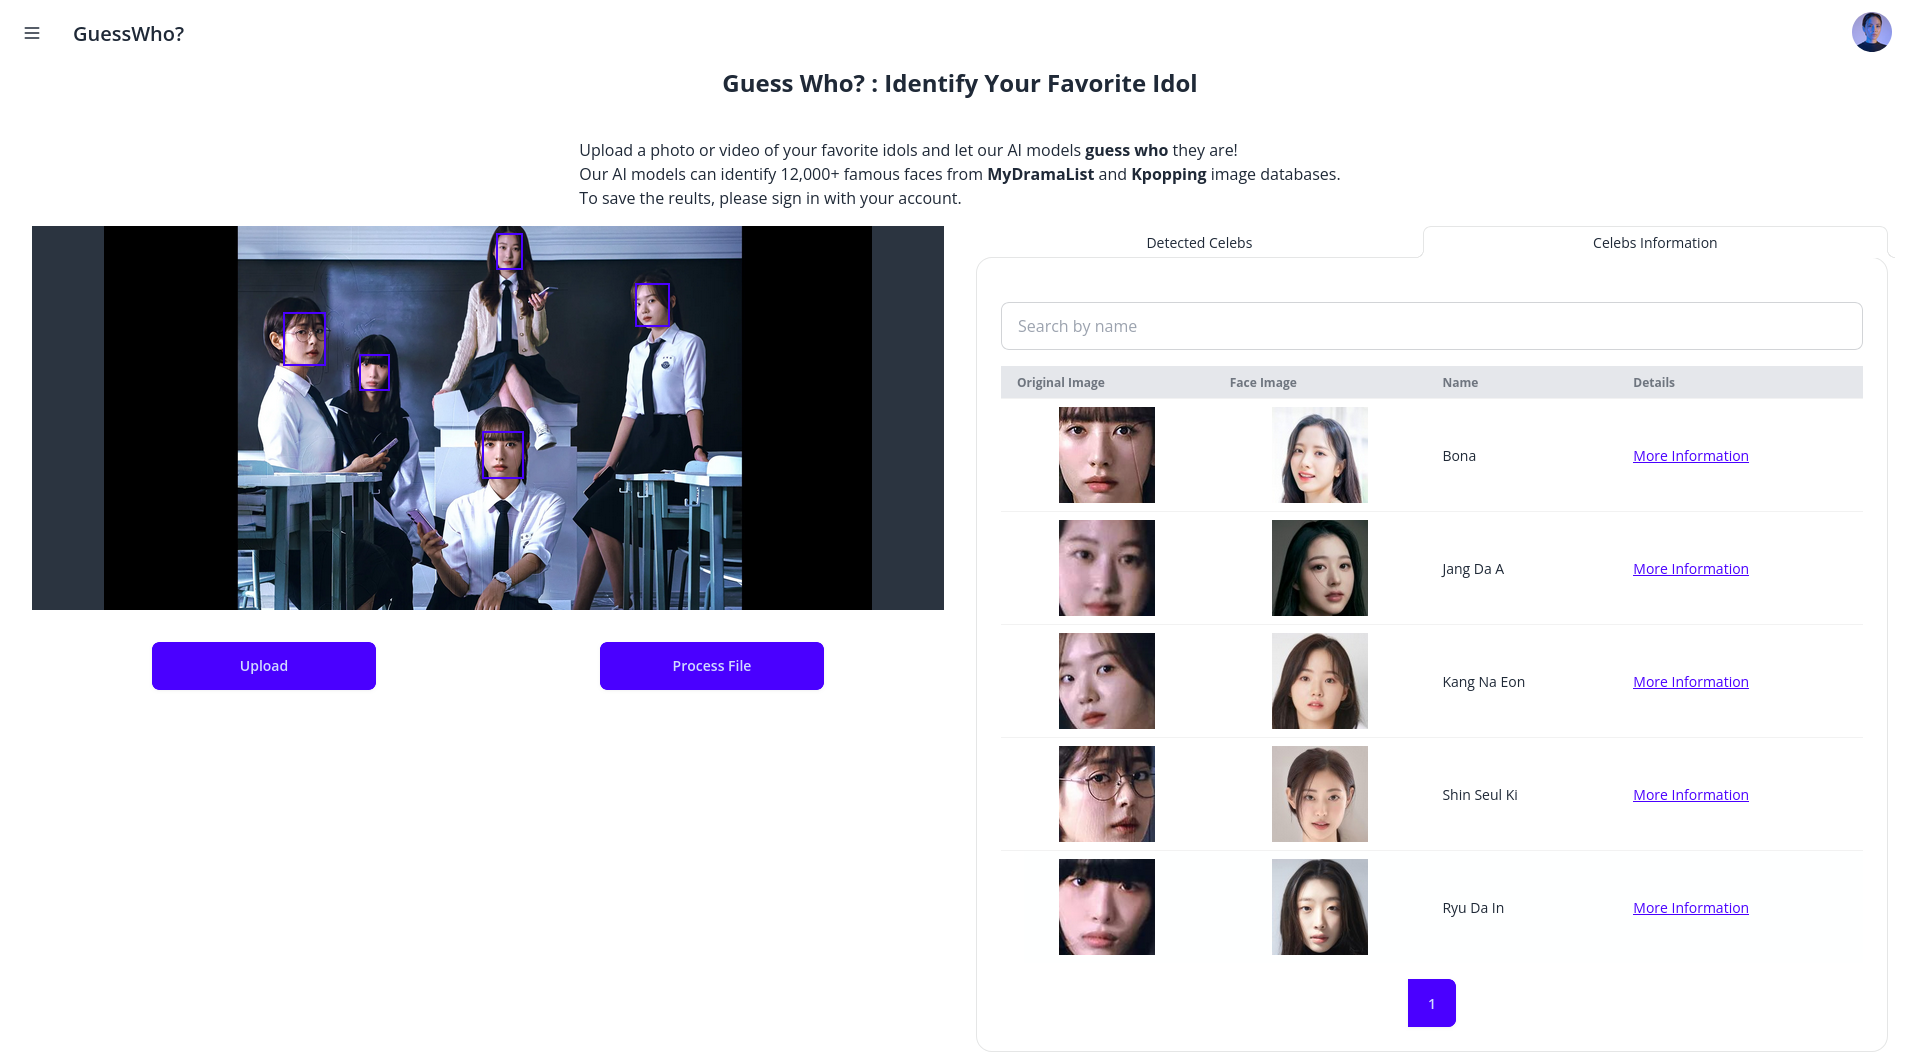 GuessWho?
Guess Who? : Identify Your Favorite Idol
Upload a photo or video of your favorite idols and let our AI models guess who they are!
Our AI models can identify 12,000+ famous faces from MyDramaList and Kpopping image databases.
To save the reults, please sign in with your account.
Detected Celebs
Celebs Information
Search by name
Original Image Face Image Name Details
Bona More Information
Jang Da A More Information
Kang Na Eon More Information
Shin Seul Ki More Information
Ryu Da In More Information
Upload
Process File
1